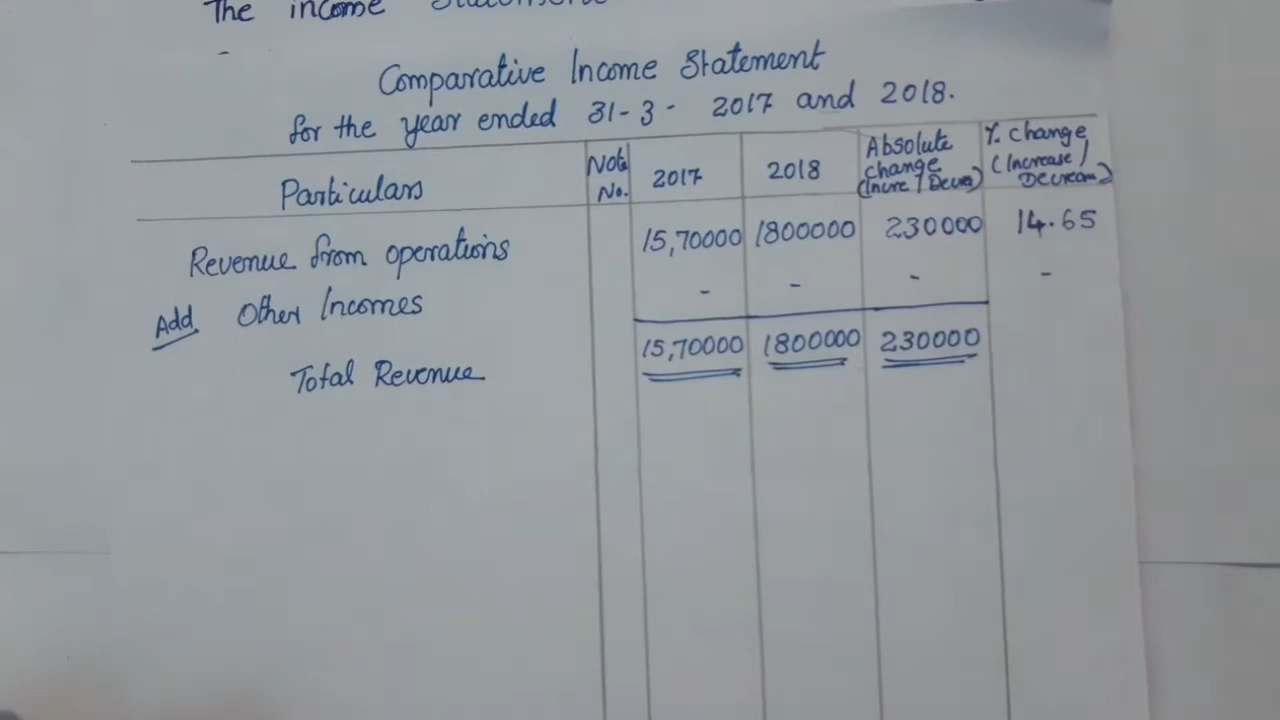 The income
Comparative Income Statement
for the year ended 31-3- 2017 and 2018.
Particulars Note No. 2017 2018 Absolute change (Incre/Decre) % Change (Increase/Decrease)
Revenue from operations 15,70000 1800000 230000 14.65
Add Other Incomes - - - -
Total Revenue 15,70000 1800000 230000